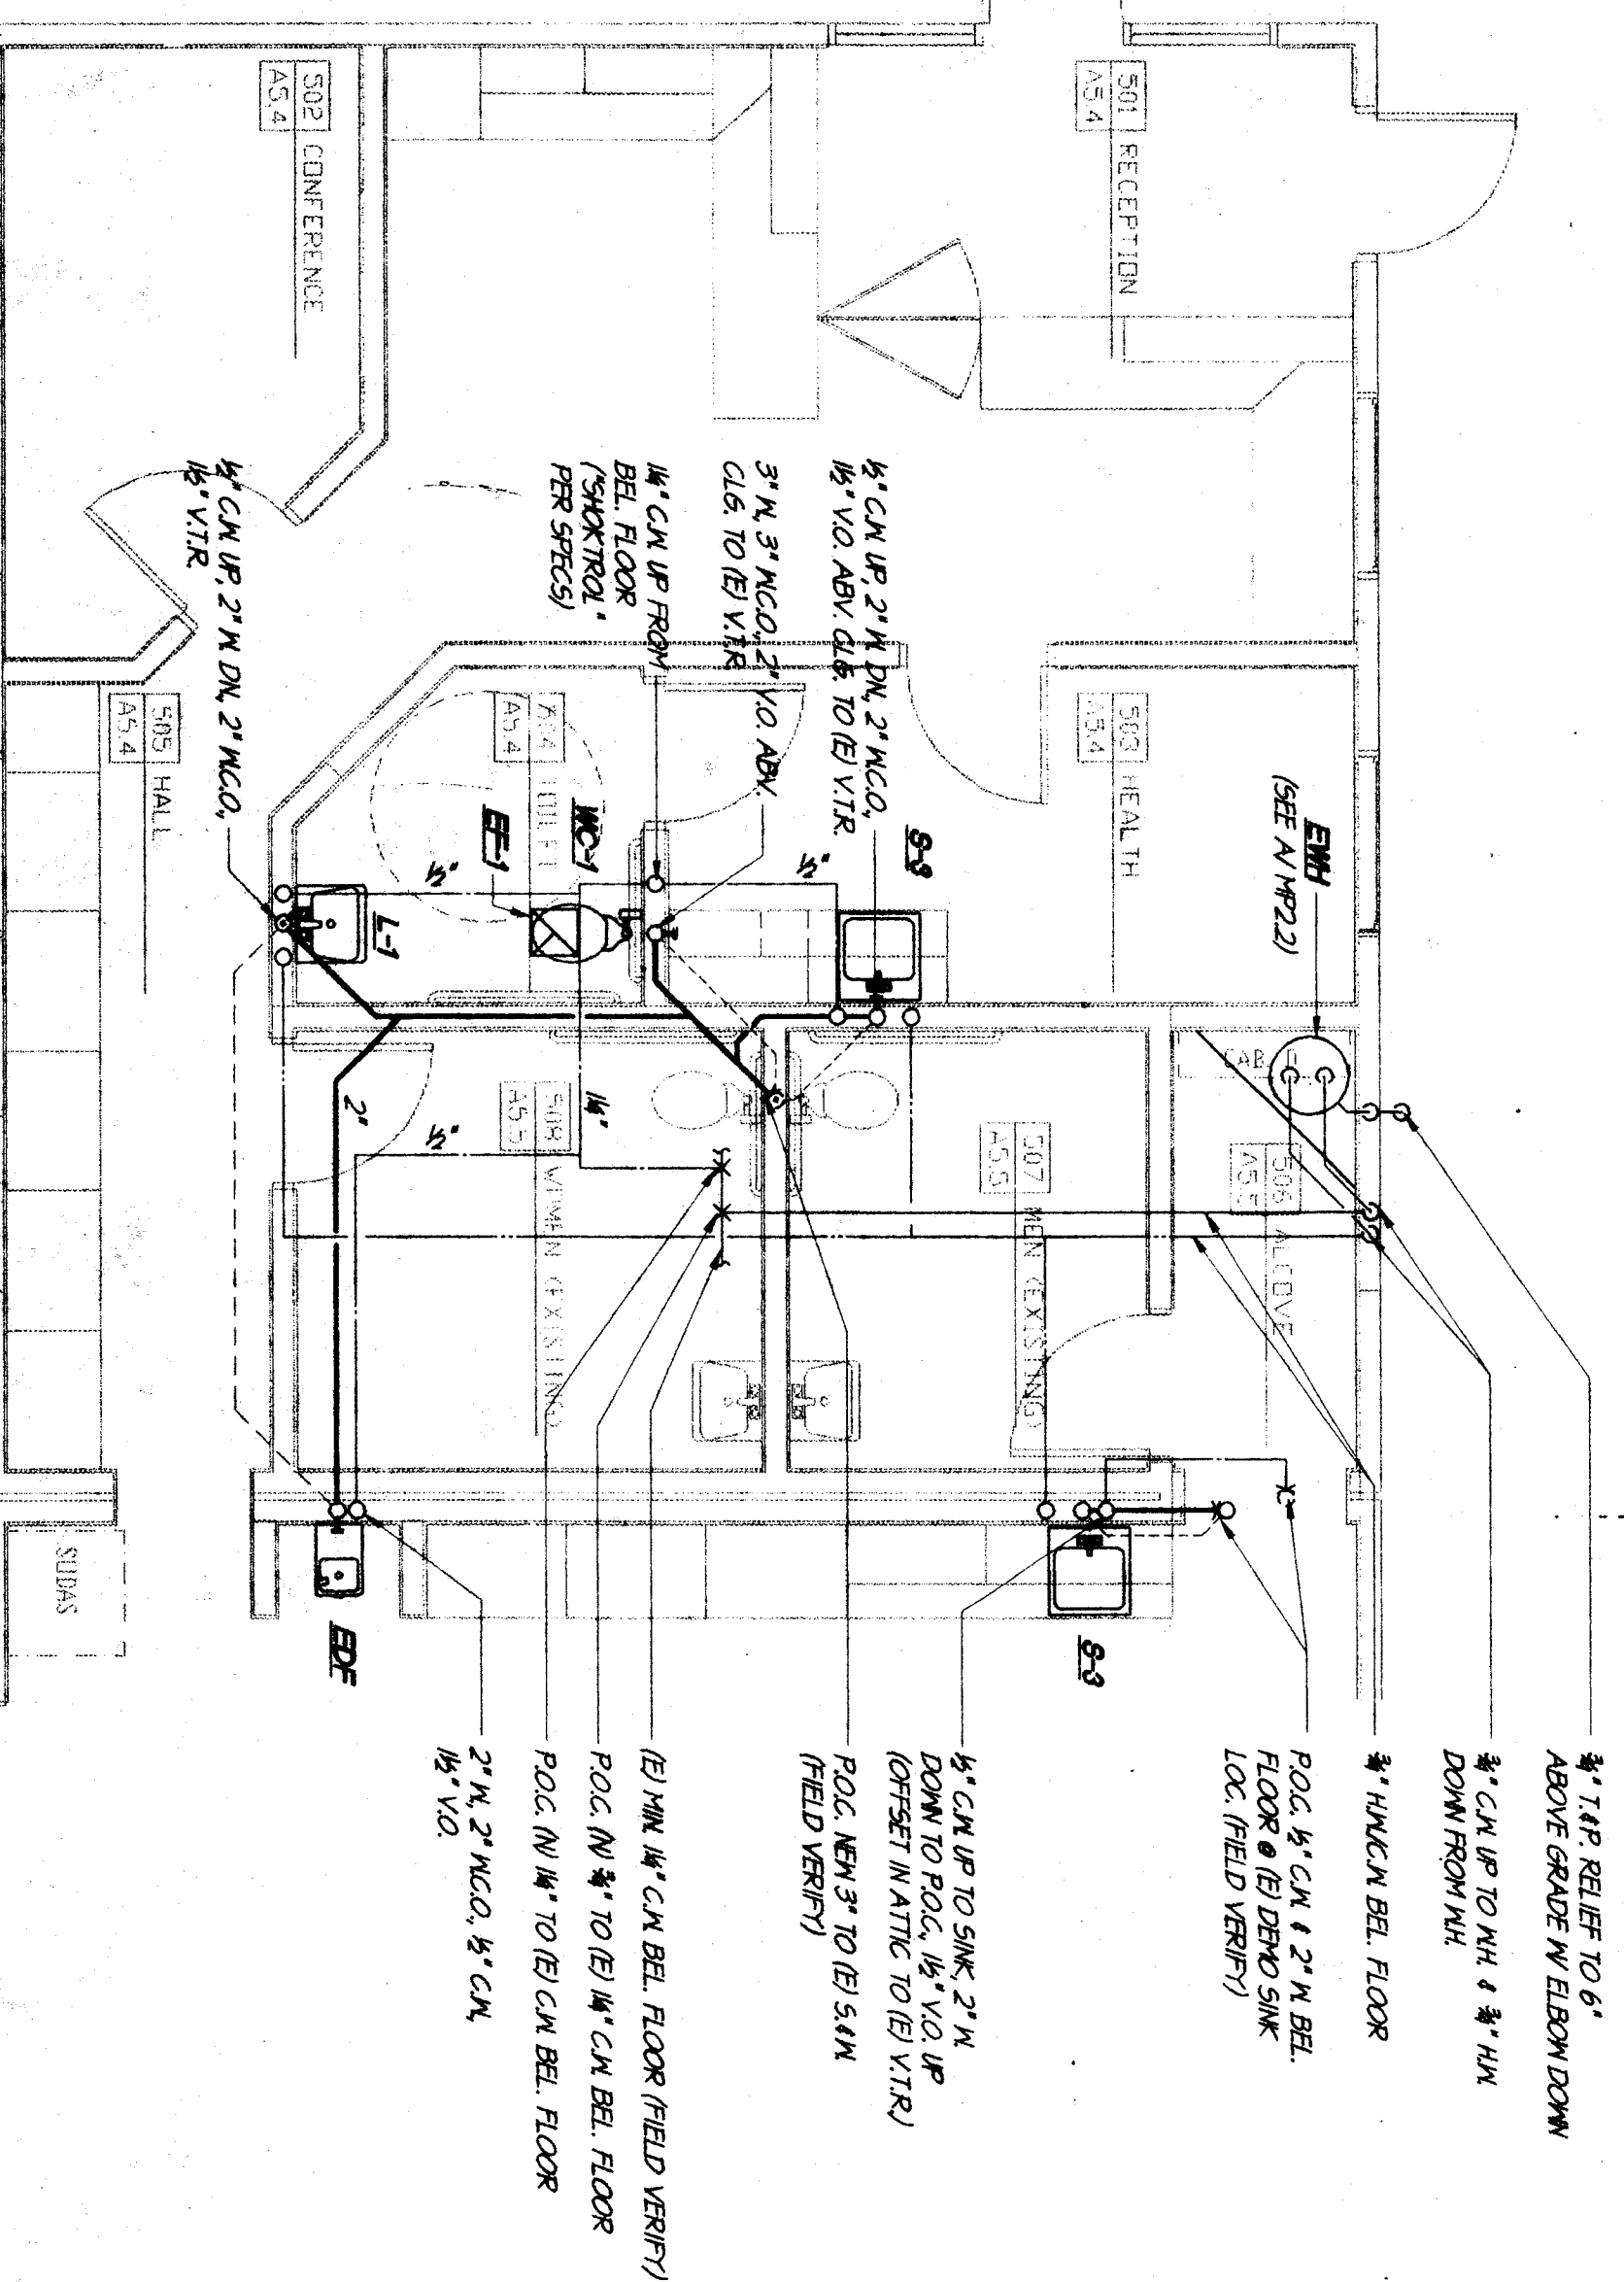 501 RECEPTION
A5.4
502 CONFERENCE
A5.4
503 HEALTH
A5.4
504 TOILET
A5.4
505 HALL
A5.4
506 ALCOVE
A5.5
507 MEN (EXISTING)
A5.5
508 WOMEN (EXISTING)
A5.5
EWH
(SEE A/MP2.2)
S-3
½" C.W. UP, 2" W. DN, 2" W.C.O.,
1½" V.O. ABV. CLG. TO (E) V.T.R.
3" W, 3" W.C.O., 2" V.O. ABV.
CLG. TO (E) V.T.R.
1¼" C.W. UP FROM
BEL. FLOOR
("SHOKTROL"
PER SPECS)
½" C.W. UP, 2" W. DN, 2" W.C.O.,
1½" V.T.R.
WC-1
EF-1
L-1
½"
½"
½"
1¼"
2"
SODAS
EDF
S-3
¾" T.&P. RELIEF TO 6"
ABOVE GRADE W/ ELBOW DOWN
¾" C.W. UP TO W.H. & ¾" H.W.
DOWN FROM W.H.
¾" H.W./C.W. BEL. FLOOR
P.O.C. ½" C.W. & 2" W. BEL.
FLOOR @ (E) DEMO SINK
LOC. (FIELD VERIFY)
½" C.W. UP TO SINK, 2" W.
DOWN TO P.O.C., 1½" V.O. UP
(OFFSET IN ATTIC TO (E) V.T.R.)
P.O.C. NEW 3" TO (E) S.&W.
(FIELD VERIFY)
(E) MIN 1¼" C.W. BEL. FLOOR (FIELD VERIFY)
P.O.C. (N) ¾" TO (E) 1¼" C.W. BEL. FLOOR
P.O.C. (N) 1¼" TO (E) C.W. BEL. FLOOR
2" W, 2" W.C.O., ½" C.W,
1½" V.O.